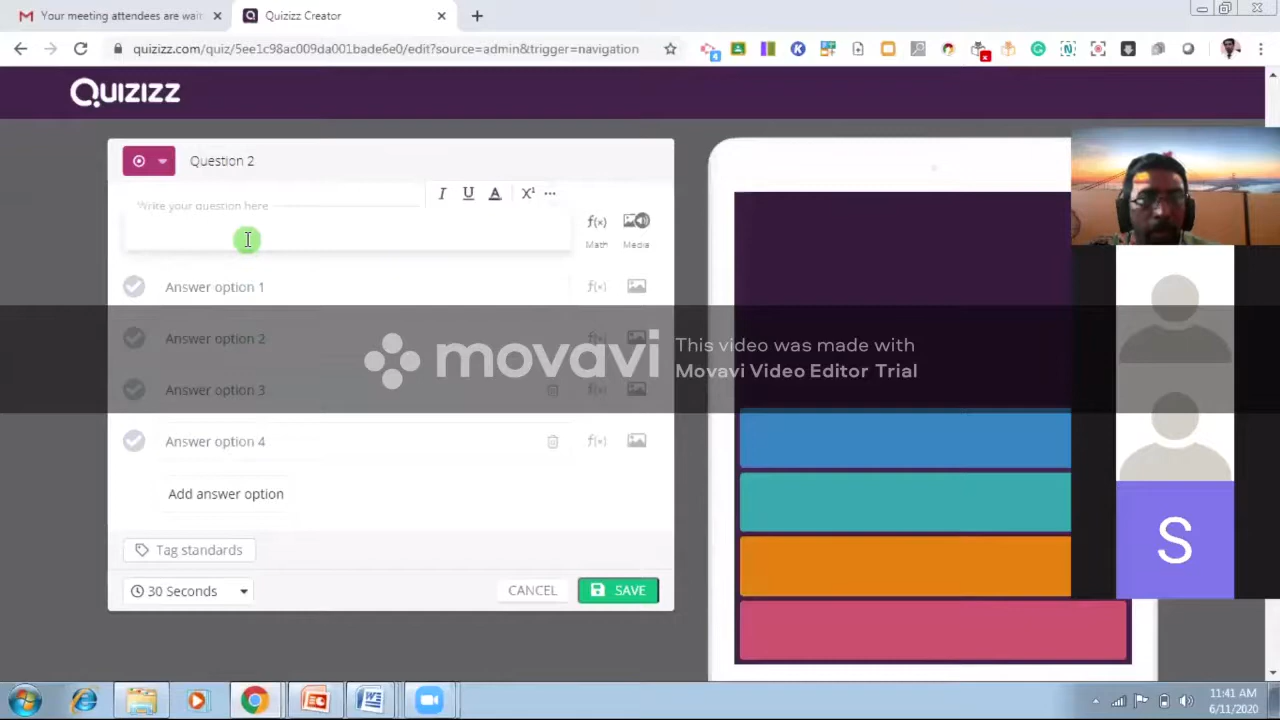 Your meeting attendees are wai
Quizizz Creator
quizizz.com/quiz/5ee1c98ac009da001bade6e0/edit?source=admin&trigger=navigation
QUIZIZZ
Question 2
Write your question here
I U A X¹ ...
f(x)
Math
Media
Answer option 1
f(x)
Answer option 2
f(x)
Answer option 3
f(x)
Answer option 4
f(x)
Add answer option
Tag standards
30 Seconds
CANCEL
SAVE
movavi
This video was made with
Movavi Video Editor Trial
S
11:41 AM
6/11/2020